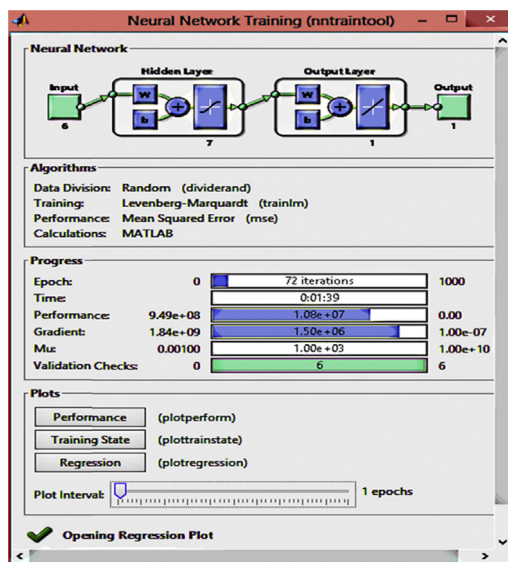 Neural Network Training (nntraintool)
Neural Network
Hidden Layer Output Layer
Input Output
W W
b b
6 7 1 1
Algorithms
Data Division: Random (dividerand)
Training: Levenberg-Marquardt (trainlm)
Performance: Mean Squared Error (mse)
Calculations: MATLAB
Progress
Epoch: 0 72 iterations 1000
Time: 0:01:39
Performance: 9.49e+08 1.08e+07 0.00
Gradient: 1.84e+09 1.50e+06 1.00e-07
Mu: 0.00100 1.00e+03 1.00e+10
Validation Checks: 0 6 6
Plots
Performance (plotperform)
Training State (plottrainstate)
Regression (plotregression)
Plot Interval: 1 epochs
Opening Regression Plot